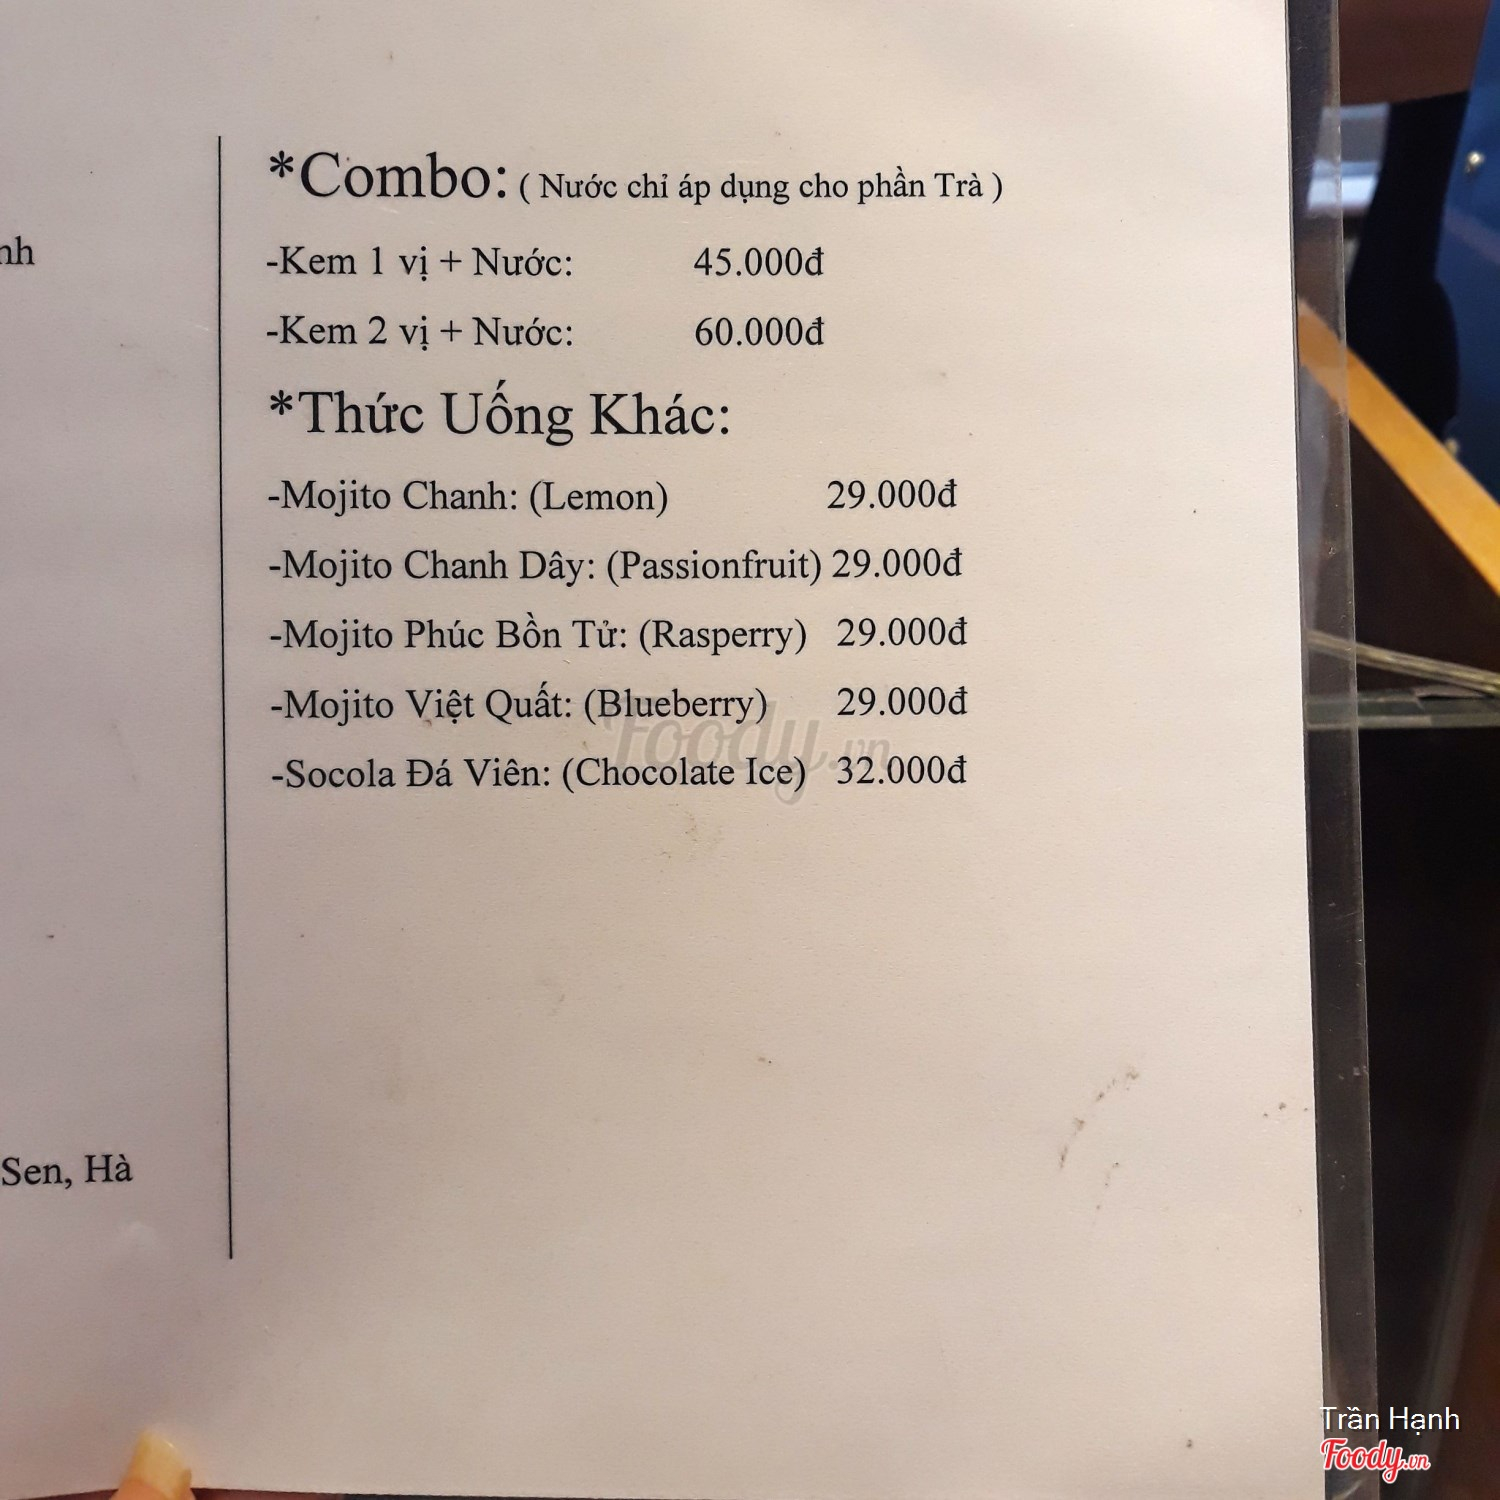 *Combo: ( Nước chỉ áp dụng cho phần Trà )
nh
-Kem 1 vị + Nước: 45.000đ
-Kem 2 vị + Nước: 60.000đ
*Thức Uống Khác:
-Mojito Chanh: (Lemon) 29.000đ
-Mojito Chanh Dây: (Passionfruit) 29.000đ
-Mojito Phúc Bồn Tử: (Rasperry) 29.000đ
-Mojito Việt Quất: (Blueberry) 29.000đ
Foody.vn
-Socola Đá Viên: (Chocolate Ice) 32.000đ
Sen, Hà
Trần Hạnh
Foody.vn